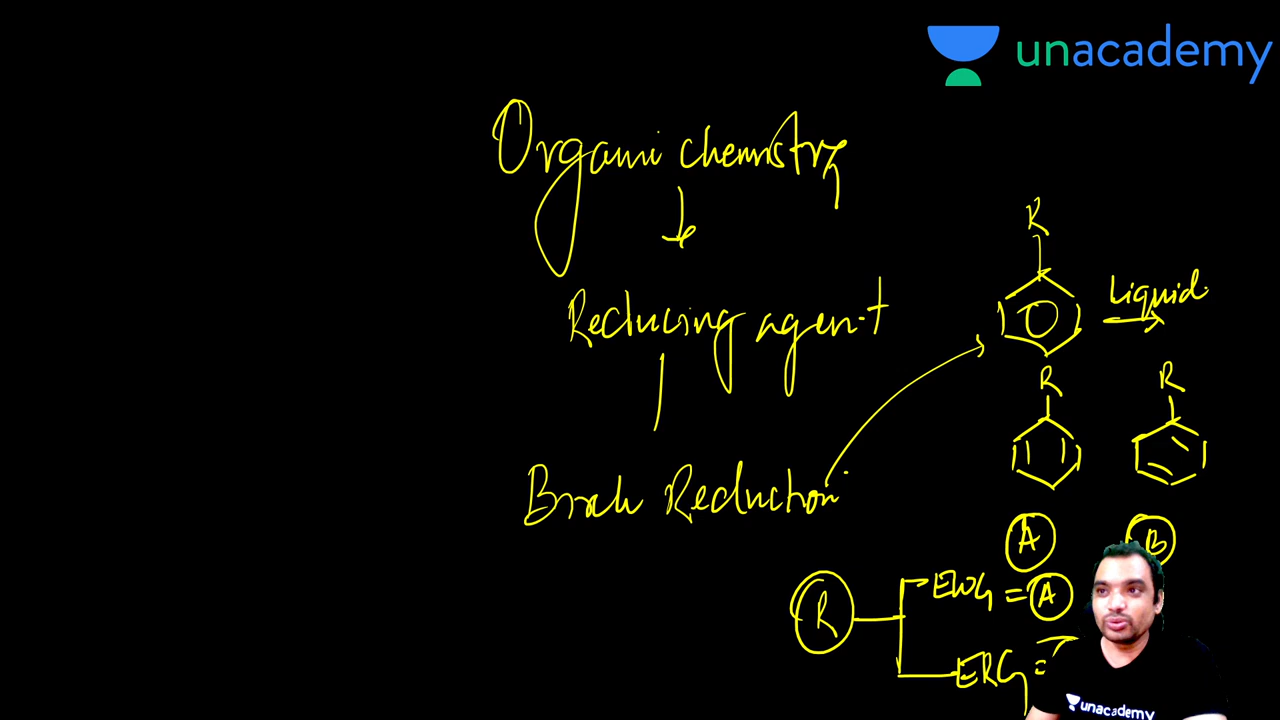 unacademy
Organic chemistry
Reducing agent
Birch Reduction
R
Liquid.
R R
A B
R EWG = A
ERG =
unacademy